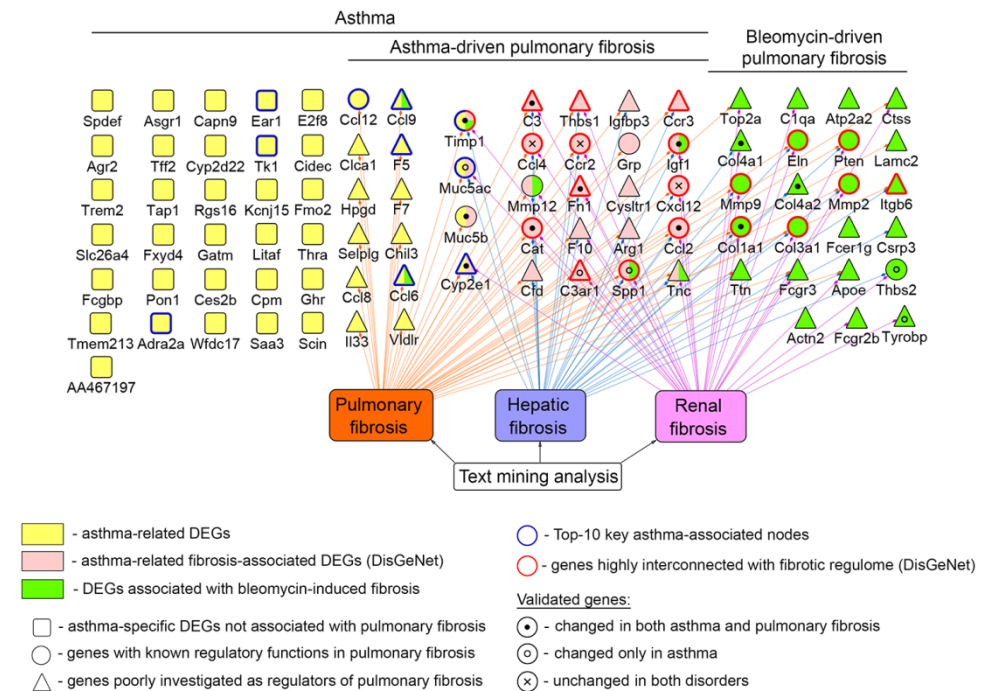 Asthma
Asthma-driven pulmonary fibrosis
Bleomycin-driven
pulmonary fibrosis
Spdef Asgr1 Capn9 Ear1 E2f8 Ccl12 Ccl9 Timp1 C3 Thbs1 Igfbp3 Ccr3 Top2a C1qa Atp2a2 Ctss
Agr2 Tff2 Cyp2d22 Tk1 Cidec Clca1 F5 Muc5ac Ccl4 Ccr2 Grp Igf1 Col4a1 Eln Pten Lamc2
Trem2 Tap1 Rgs16 Kcnj15 Fmo2 Hpgd F7 Muc5b Mmp12 Fn1 Cysltr1 Cxcl12 Mmp9 Col4a2 Mmp2 Itgb6
Slc26a4 Fxyd4 Gatm Litaf Thra Selplg Chil3 Cyp2e1 Cat F10 Arg1 Ccl2 Col1a1 Col3a1 Fcer1g Csrp3
Fcgbp Pon1 Ces2b Cpm Ghr Ccl8 Ccl6 Cfd C3ar1 Spp1 Tnc Ttn Fcgr3 Apoe Thbs2
Tmem213 Adra2a Wfdc17 Saa3 Scin Il33 Vldlr Actn2 Fcgr2b Tyrobp
AA467197
Pulmonary
fibrosis
Hepatic
fibrosis
Renal
fibrosis
Text mining analysis
- asthma-related DEGs
- asthma-related fibrosis-associated DEGs (DisGeNet)
- DEGs associated with bleomycin-induced fibrosis
- asthma-specific DEGs not associated with pulmonary fibrosis
- genes with known regulatory functions in pulmonary fibrosis
- genes poorly investigated as regulators of pulmonary fibrosis
- Top-10 key asthma-associated nodes
- genes highly interconnected with fibrotic regulome (DisGeNet)
Validated genes:
- changed in both asthma and pulmonary fibrosis
- changed only in asthma
- unchanged in both disorders